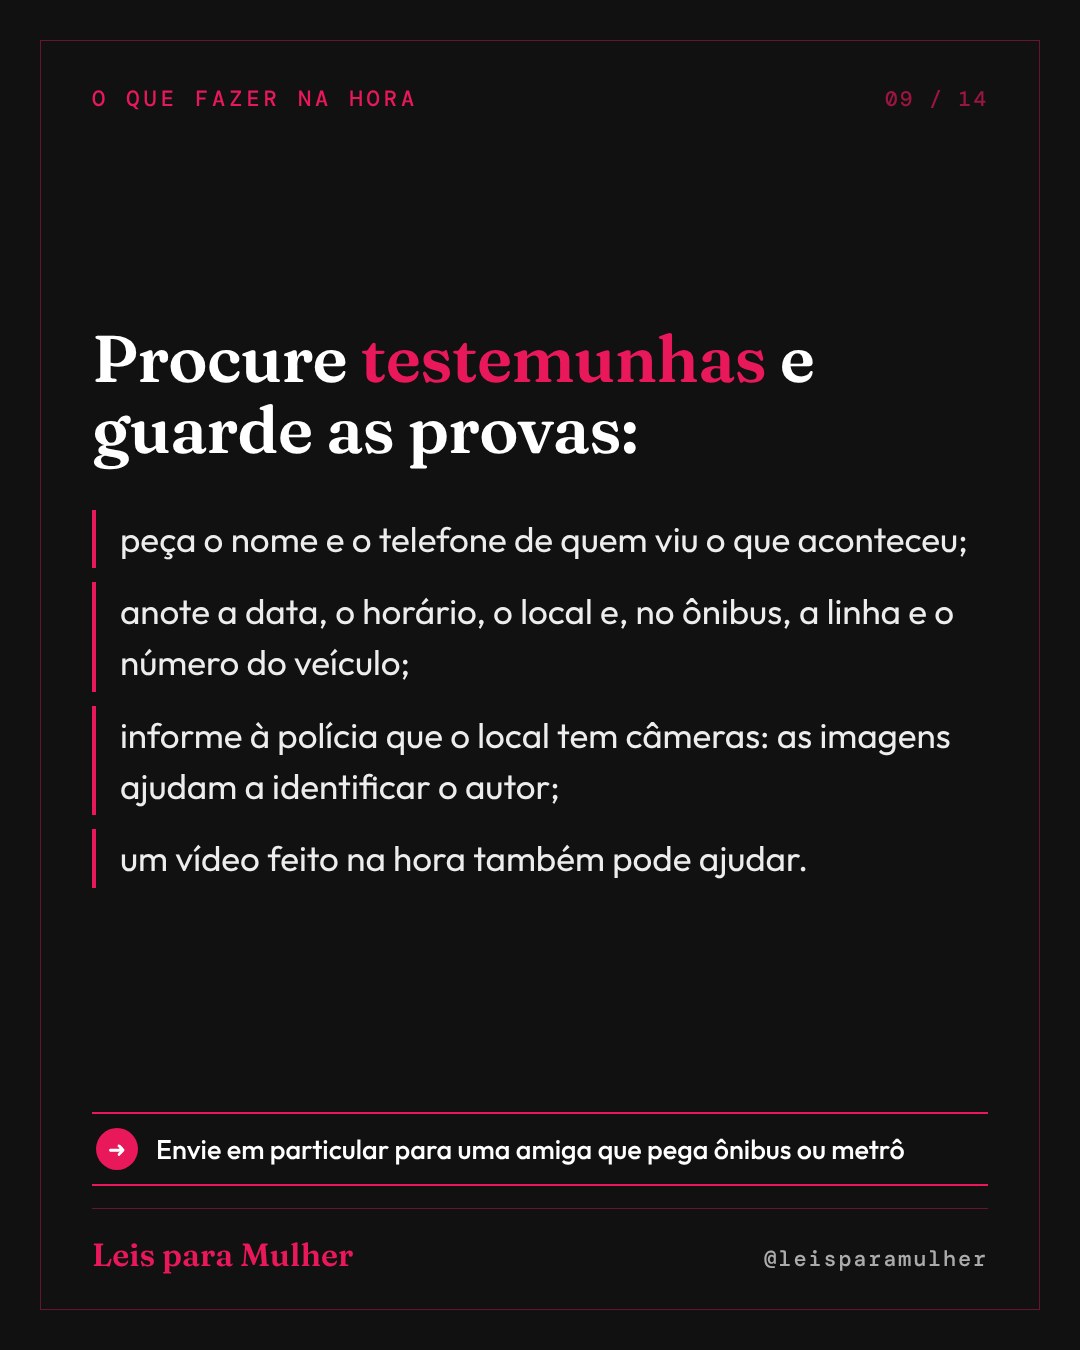 O QUE FAZER NA HORA
09 / 14
Procure testemunhas e
guarde as provas:
peça o nome e o telefone de quem viu o que aconteceu;
anote a data, o horário, o local e, no ônibus, a linha e o
número do veículo;
informe à polícia que o local tem câmeras: as imagens
ajudam a identificar o autor;
um vídeo feito na hora também pode ajudar.
Envie em particular para uma amiga que pega ônibus ou metrô
Leis para Mulher
@leisparamulher